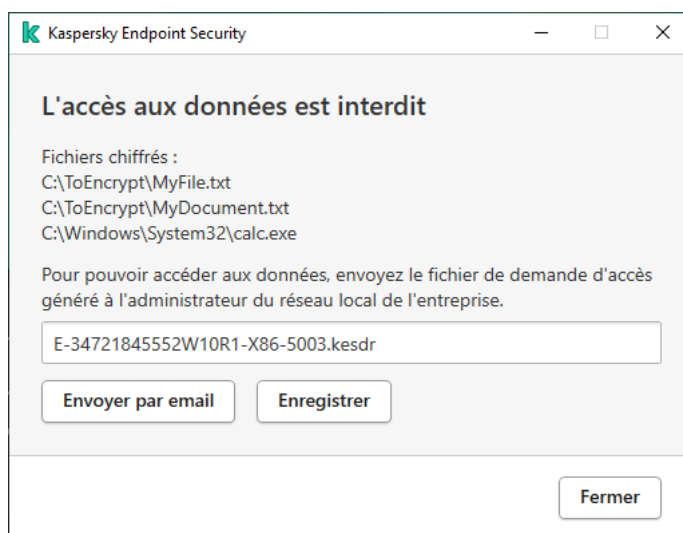 Kaspersky Endpoint Security
L'accès aux données est interdit
Fichiers chiffrés :
C:\ToEncrypt\MyFile.txt
C:\ToEncrypt\MyDocument.txt
C:\Windows\System32\calc.exe
Pour pouvoir accéder aux données, envoyez le fichier de demande d'accès
généré à l'administrateur du réseau local de l'entreprise.
E-34721845552W10R1-X86-5003.kesdr
Envoyer par email Enregistrer
Fermer